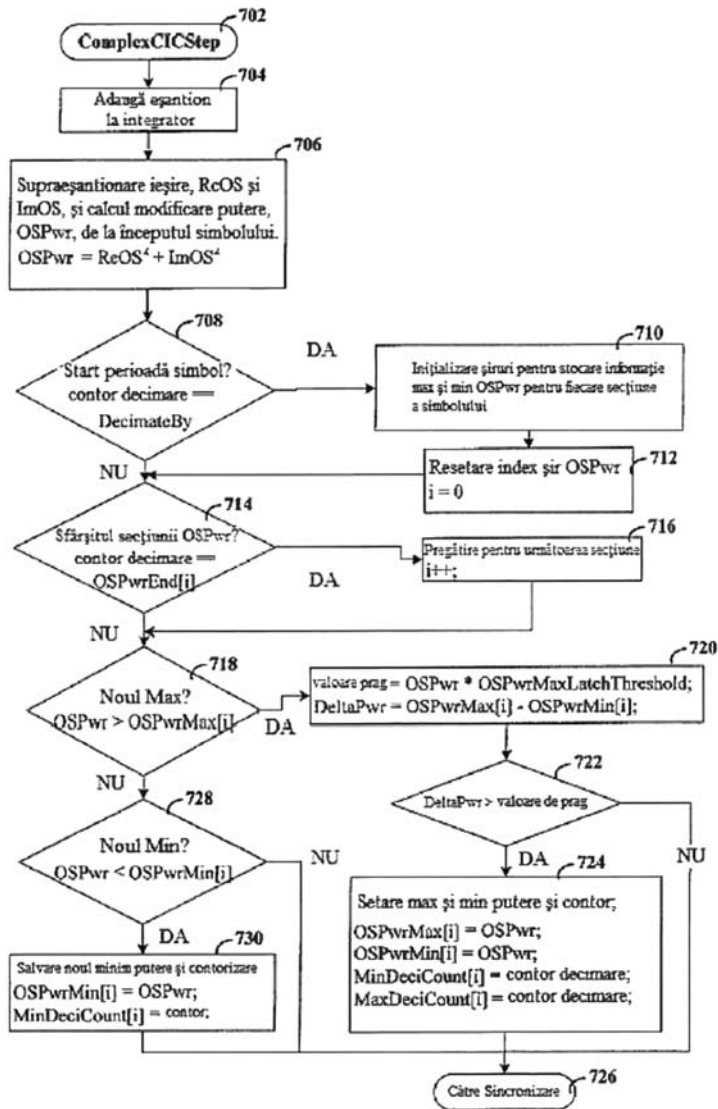 702
ComplexCICStep
704
Adaugă eşantion
la integrator
706
Supraeşantionare ieşire, ReOS şi
ImOS, şi calcul modificare putere,
OSPwr, de la începutul simbolului.
OSPwr = ReOS² + ImOS²
708
Start perioadă simbol?
contor decimare ==
DecimateBy
DA
NU
710
Iniţializare şiruri pentru stocare informaţie
max şi min OSPwr pentru fiecare secţiune
a simbolului
712
Resetare index şir OSPwr
i = 0
714
Sfârşitul secţiunii OSPwr?
contor decimare ==
OSPwrEnd[i]
DA
NU
716
Pregătire pentru următoarea secţiune
i++;
718
Noul Max?
OSPwr > OSPwrMax[i]
DA
NU
720
valoare prag = OSPwr * OSPwrMaxLatchThreshold;
DeltaPwr = OSPwrMax[i] - OSPwrMin[i];
722
DeltaPwr > valoare de prag
DA
NU
724
Setare max şi min putere şi contor;
OSPwrMax[i] = OSPwr;
OSPwrMin[i] = OSPwr;
MinDeciCount[i] = contor decimare;
MaxDeciCount[i] = contor decimare;
728
Noul Min?
OSPwr < OSPwrMin[i]
NU
DA
730
Salvare noul minim putere şi contorizare
OSPwrMin[i] = OSPwr;
MinDeciCount[i] = contor;
726
Către Sincronizare